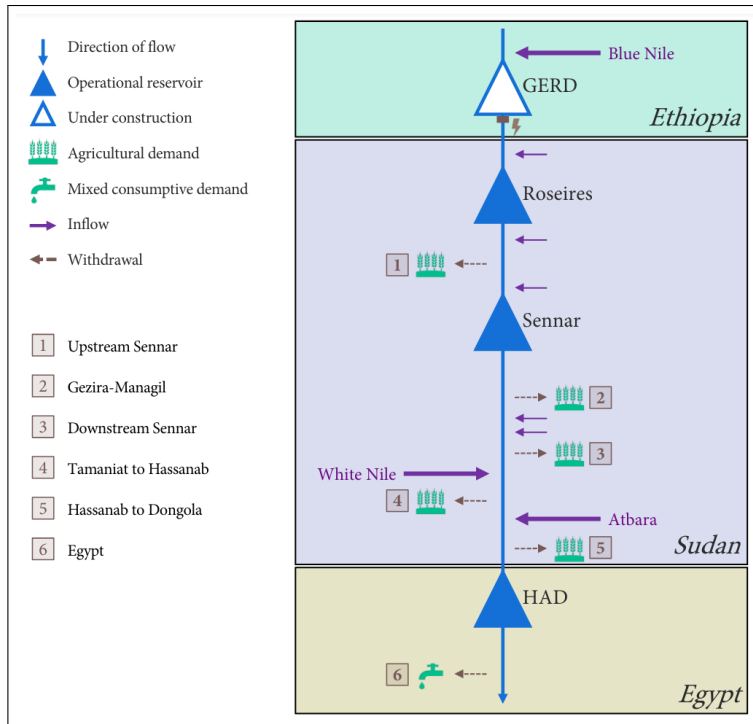 Direction of flow
Operational reservoir
Under construction
Agricultural demand
Mixed consumptive demand
Inflow
Withdrawal
1 Upstream Sennar
2 Gezira-Managil
3 Downstream Sennar
4 Tamaniat to Hassanab
5 Hassanab to Dongola
6 Egypt
Blue Nile
GERD
Ethiopia
Roseires
1
Sennar
2
3
White Nile
4
Atbara
5
Sudan
HAD
6
Egypt